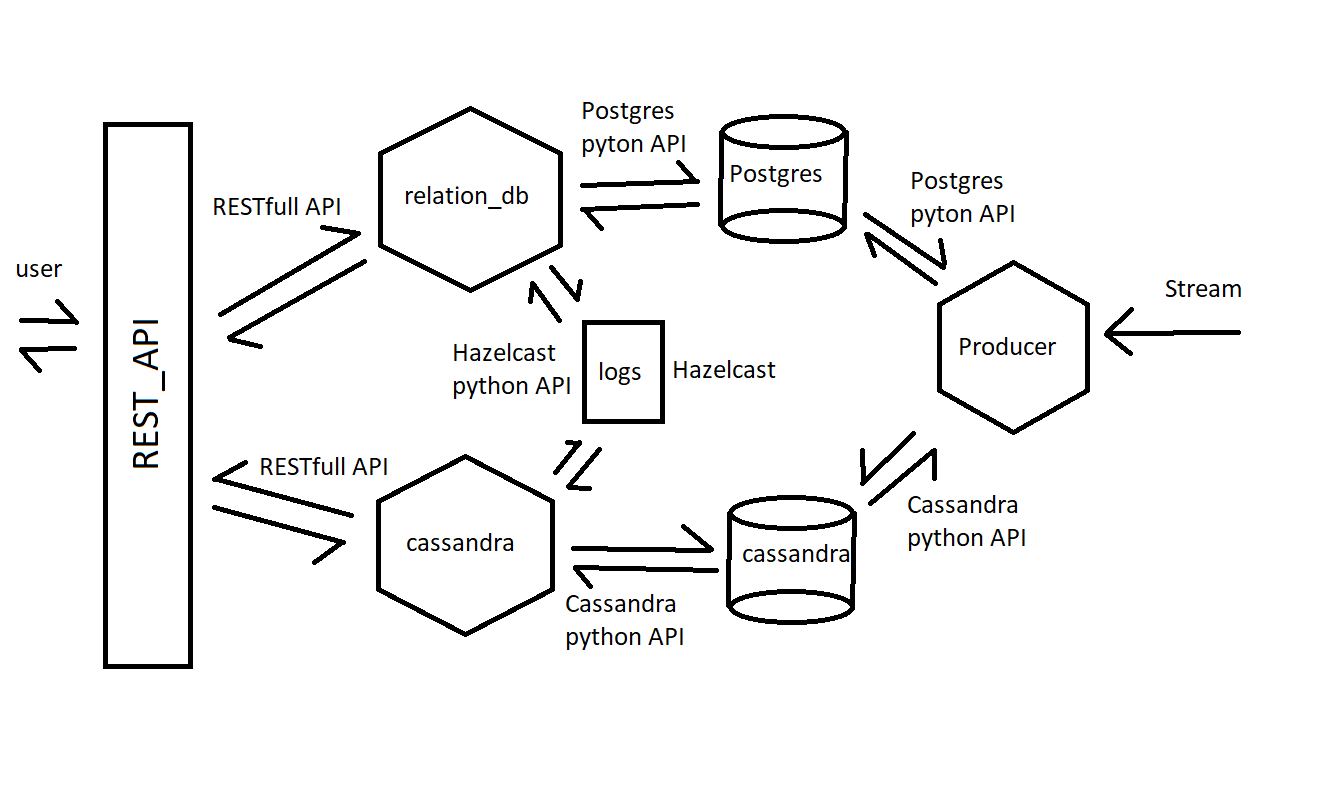 Postgres
pyton API
Postgres
Postgres
pyton API
RESTfull API
relation_db
user
Stream
REST_API
Hazelcast
python API
logs
Hazelcast
Producer
RESTfull API
cassandra
cassandra
Cassandra
python API
Cassandra
python API